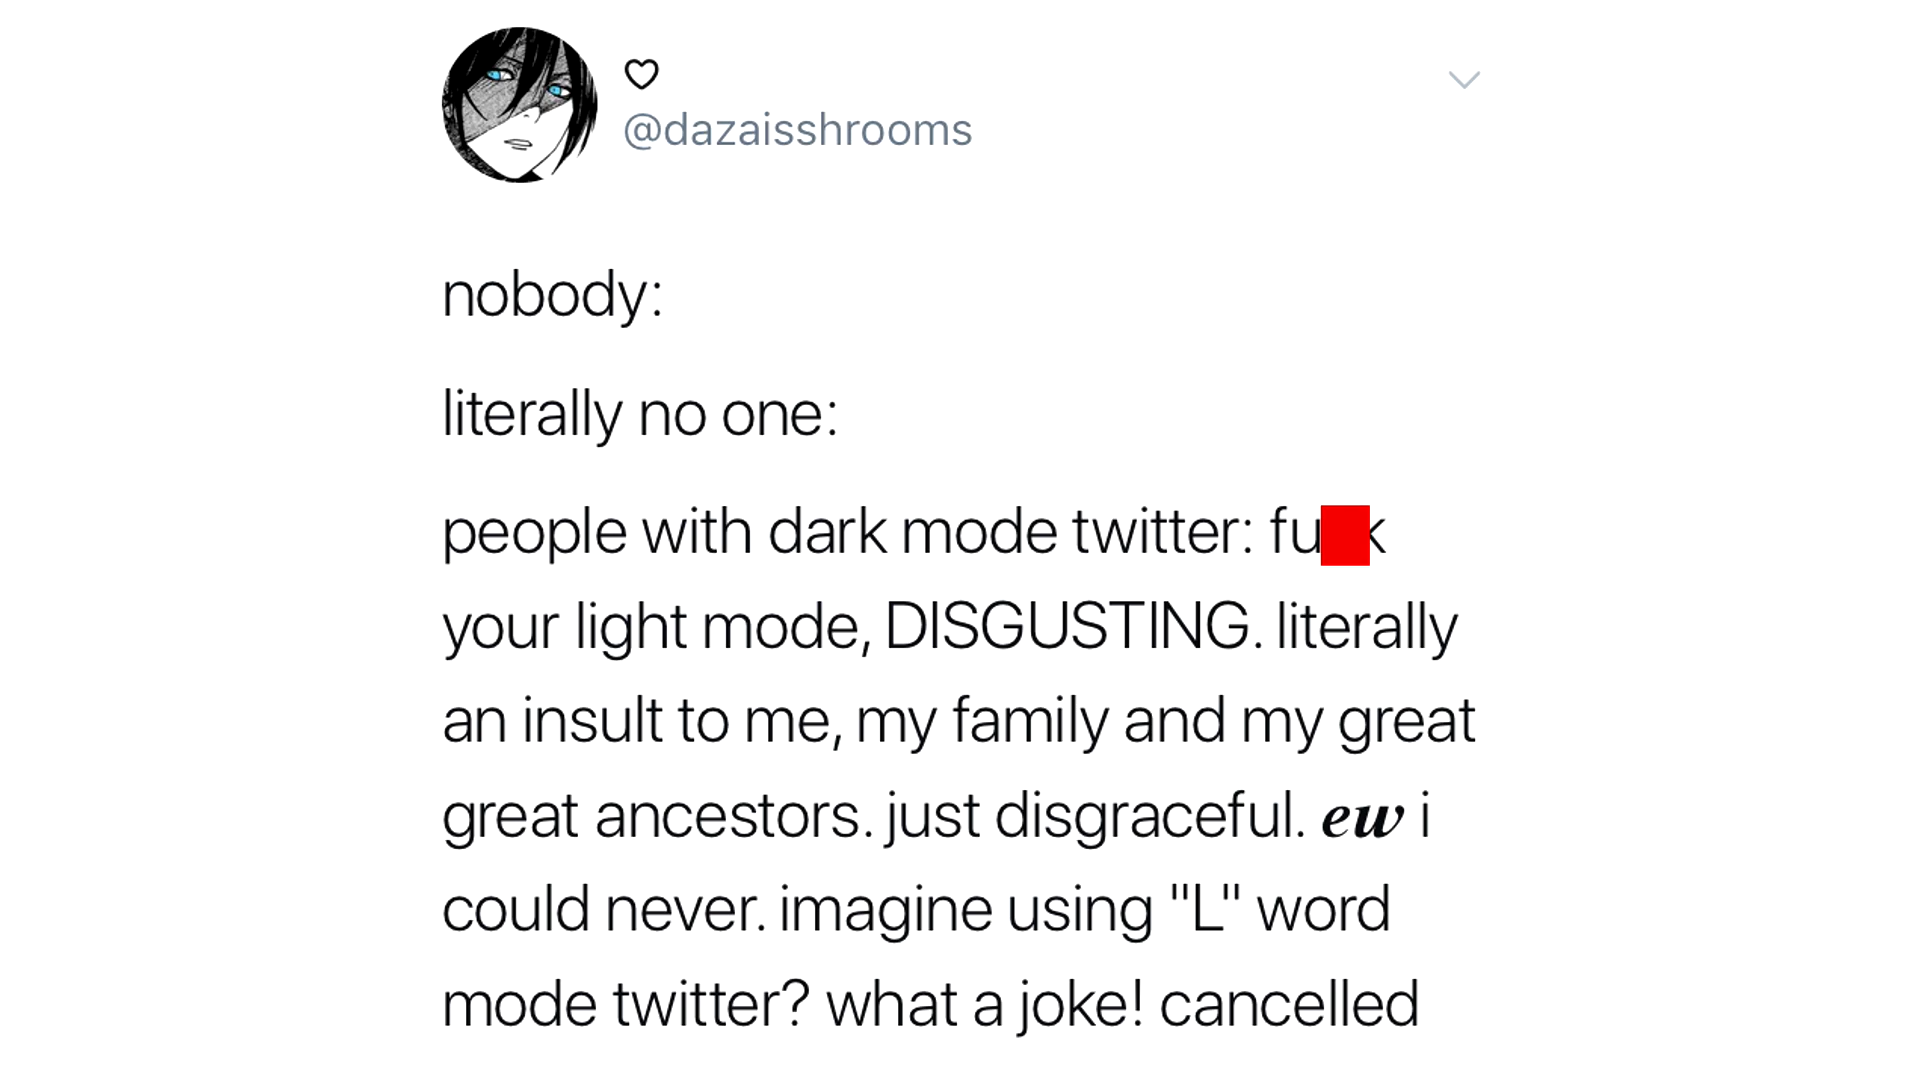 ♡
@dazaisshrooms
nobody:
literally no one:
people with dark mode twitter: fu k
your light mode, DISGUSTING. literally
an insult to me, my family and my great
great ancestors. just disgraceful. ew i
could never. imagine using "L" word
mode twitter? what a joke! cancelled